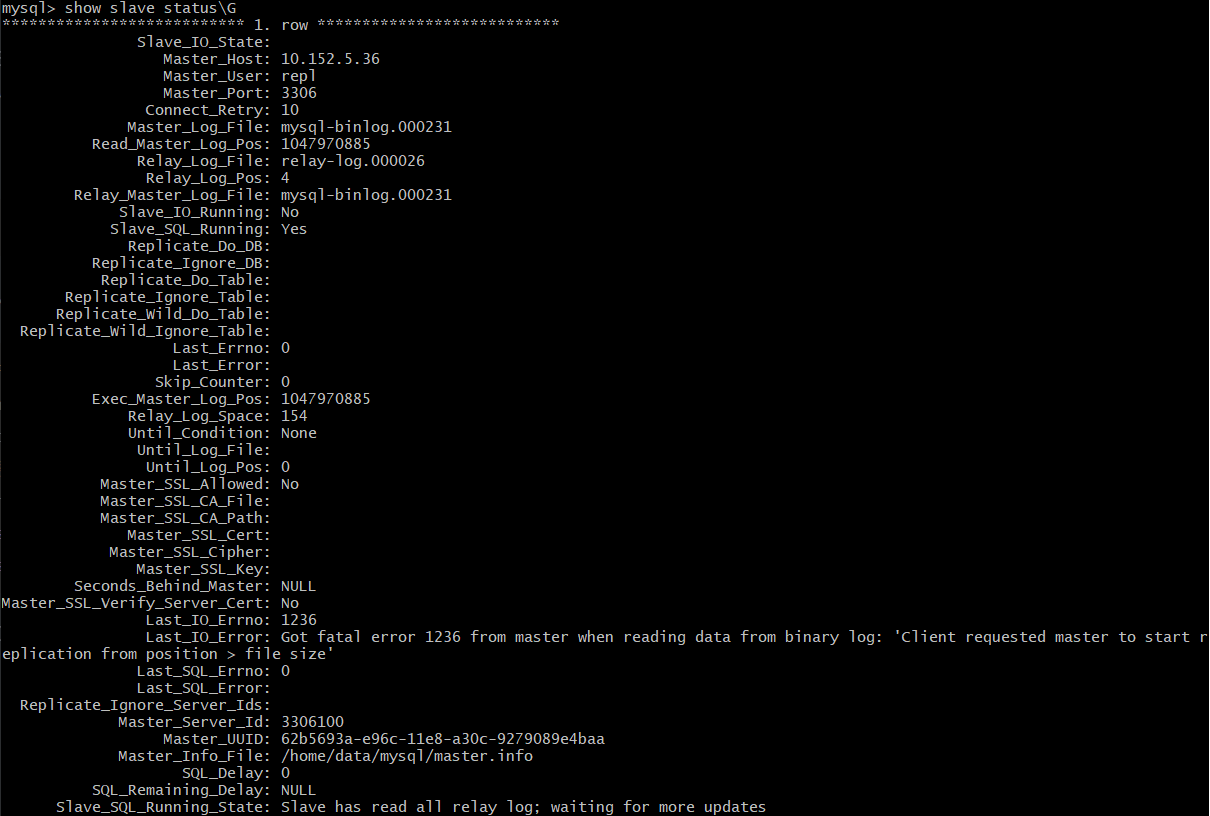 mysql> show slave status\G
*************************** 1. row ***************************
Slave_IO_State:
Master_Host: 10.152.5.36
Master_User: repl
Master_Port: 3306
Connect_Retry: 10
Master_Log_File: mysql-binlog.000231
Read_Master_Log_Pos: 1047970885
Relay_Log_File: relay-log.000026
Relay_Log_Pos: 4
Relay_Master_Log_File: mysql-binlog.000231
Slave_IO_Running: No
Slave_SQL_Running: Yes
Replicate_Do_DB:
Replicate_Ignore_DB:
Replicate_Do_Table:
Replicate_Ignore_Table:
Replicate_Wild_Do_Table:
Replicate_Wild_Ignore_Table:
Last_Errno: 0
Last_Error:
Skip_Counter: 0
Exec_Master_Log_Pos: 1047970885
Relay_Log_Space: 154
Until_Condition: None
Until_Log_File:
Until_Log_Pos: 0
Master_SSL_Allowed: No
Master_SSL_CA_File:
Master_SSL_CA_Path:
Master_SSL_Cert:
Master_SSL_Cipher:
Master_SSL_Key:
Seconds_Behind_Master: NULL
Master_SSL_Verify_Server_Cert: No
Last_IO_Errno: 1236
Last_IO_Error: Got fatal error 1236 from master when reading data from binary log: 'Client requested master to start r
eplication from position > file size'
Last_SQL_Errno: 0
Last_SQL_Error:
Replicate_Ignore_Server_Ids:
Master_Server_Id: 3306100
Master_UUID: 62b5693a-e96c-11e8-a30c-9279089e4baa
Master_Info_File: /home/data/mysql/master.info
SQL_Delay: 0
SQL_Remaining_Delay: NULL
Slave_SQL_Running_State: Slave has read all relay log; waiting for more updates